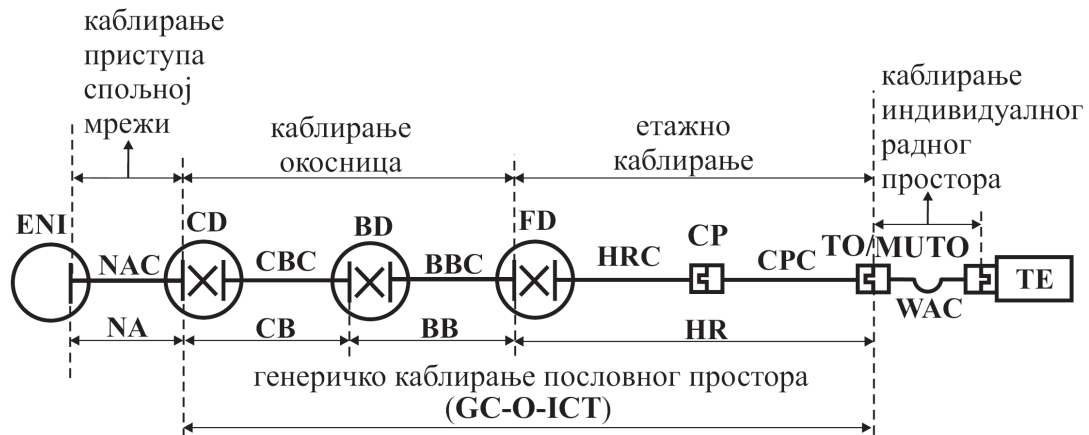 каблирање
приступа
спољној
мрежи
каблирање
окосница
етажно
каблирање
каблирање
индивидуалног
радног
простора
ENI
CD
BD
FD
CP
TO/MUTO
NAC
CBC
BBC
HRC
CPC
WAC
TE
NA
CB
BB
HR
генеричко каблирање пословног простора
(GC-O-ICT)